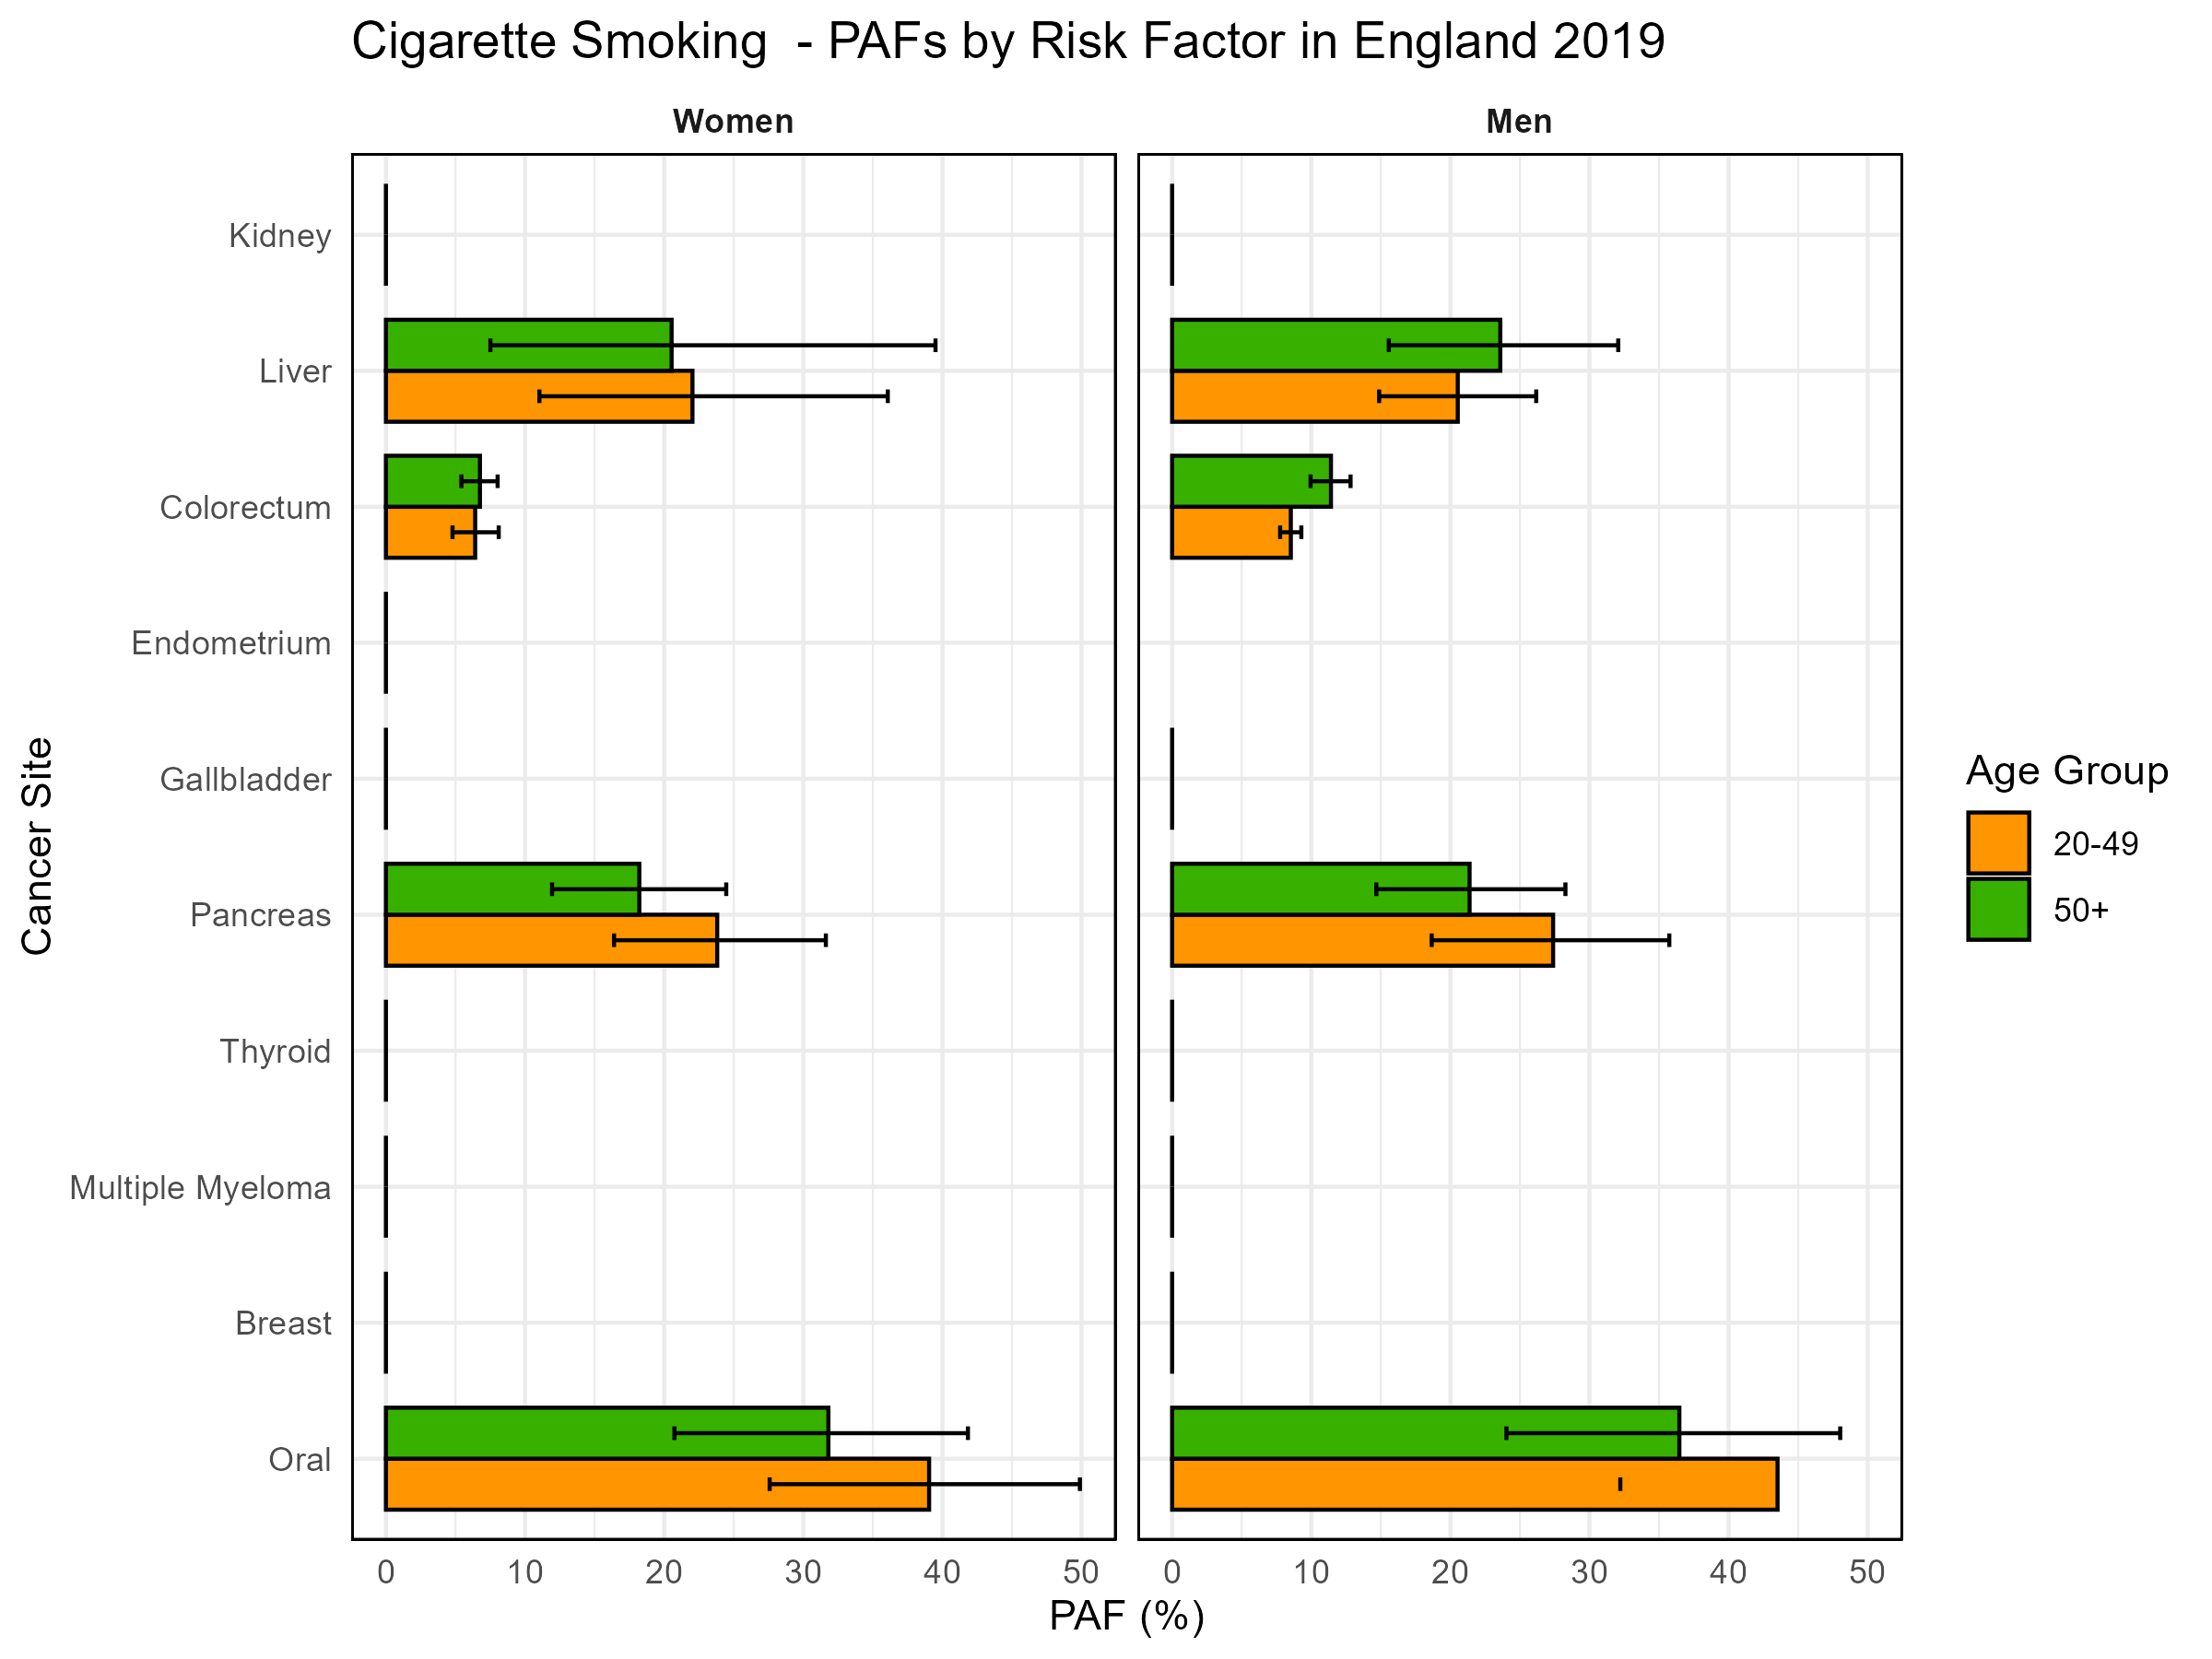 Cigarette Smoking  - PAFs by Risk Factor in England 2019
Women
Men
Kidney
Liver
Colorectum
Endometrium
Gallbladder
Pancreas
Thyroid
Multiple Myeloma
Breast
Oral
Cancer Site
0 10 20 30 40 50
0 10 20 30 40 50
PAF (%)
Age Group
20-49
50+